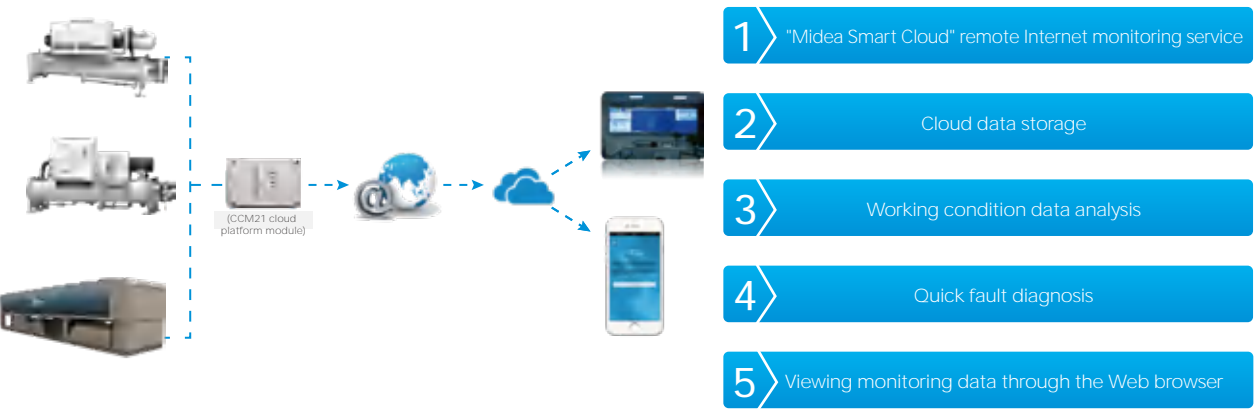 (CCM21 cloud
platform module)
1
"Midea Smart Cloud" remote Internet monitoring service
2
Cloud data storage
3
Working condition data analysis
4
Quick fault diagnosis
5
Viewing monitoring data through the Web browser